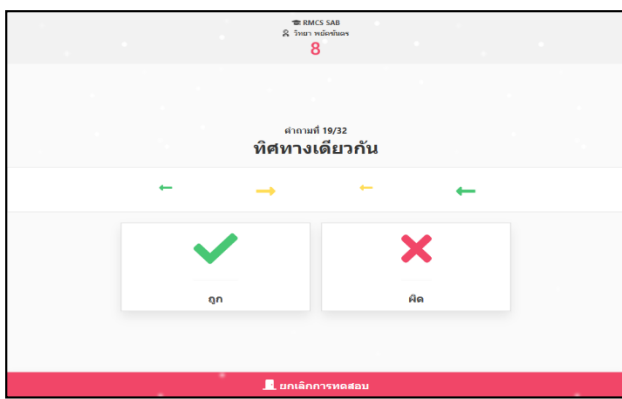 RMCS SAB
8
คำถามที่ 19/32
ทิศทางเดียวกัน
ถูก
ผิด
ยกเลิกการทดสอบ